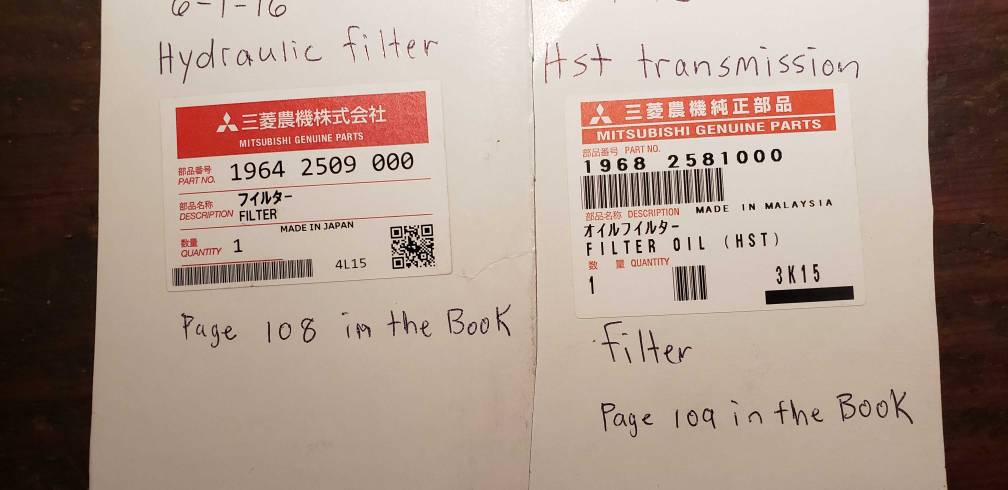 6-1-16
Hydraulic filter
三菱農機株式会社
MITSUBISHI GENUINE PARTS
部品番号
PART NO.
1964 2509 000
部品名称
DESCRIPTION
フイルター
FILTER
MADE IN JAPAN
数量
QUANTITY
1
4L15
Page 108 in the Book
Hst transmission
三菱農機純正部品
MITSUBISHI GENUINE PARTS
部品番号 PART NO.
1968 2581000
部品名称 DESCRIPTION MADE IN MALAYSIA
オイルフイルター
FILTER OIL (HST)
数 量 QUANTITY
1
3K15
filter
Page 109 in the Book